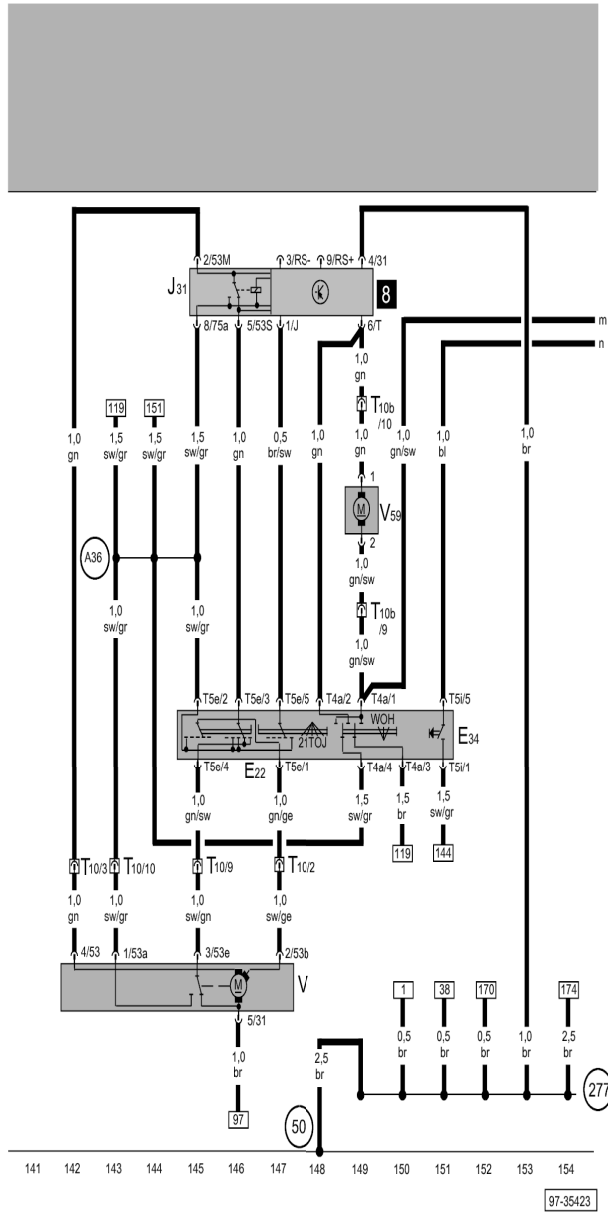 2/53M
3/RS-
9/RS+
4/31
J31
8
8/75a
5/53S
1/J
6/T
m
n
1,0
gn
T10b
/10
119
151
1,0
gn
1,5
sw/gr
1,5
sw/gr
1,5
sw/gr
1,0
gn
0,5
br/sw
1,0
gn
1,0
gn
1,0
gn/sw
1,0
bl
1,0
br
1
M
V59
2
A36
1,0
gn/sw
1,0
sw/gr
1,0
sw/gr
T10b
/9
1,0
gn/sw
T5e/2
T5e/3
T5e/5
T4a/2
T4a/1
T5i/5
WOH
21TOJ
E34
T5e/4
E22
T5e/1
T4a/4
T4a/3
T5i/1
1,0
gn/sw
1,0
gn/ge
1,5
sw/gr
1,5
br
1,5
sw/gr
119
144
T10/3
T10/10
T10/9
T10/2
1,0
gn
1,0
sw/gr
1,0
sw/gn
1,0
sw/ge
4/53
1/53a
3/53e
2/53b
M
V
5/31
1
38
170
174
1,0
br
2,5
br
0,5
br
0,5
br
0,5
br
1,0
br
2,5
br
97
50
277
141 142 143 144 145 146 147 148 149 150 151 152 153 154
97-35423